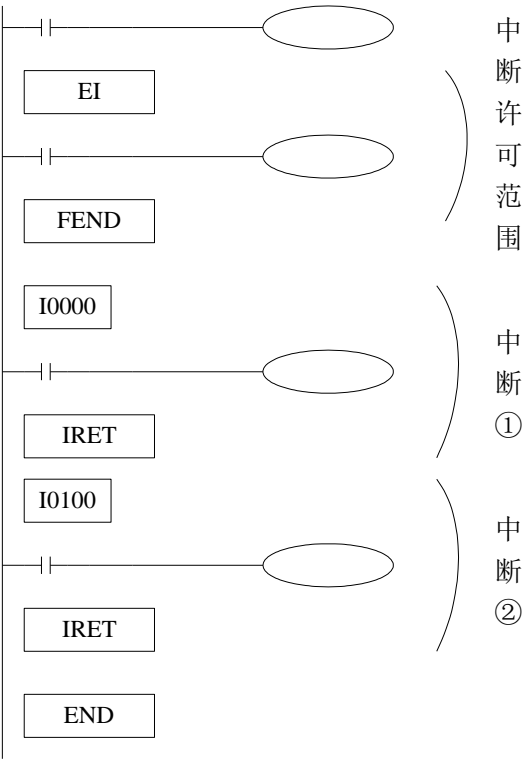 EI
FEND
中断许可范围
I0000
IRET
中断①
I0100
IRET
中断②
END